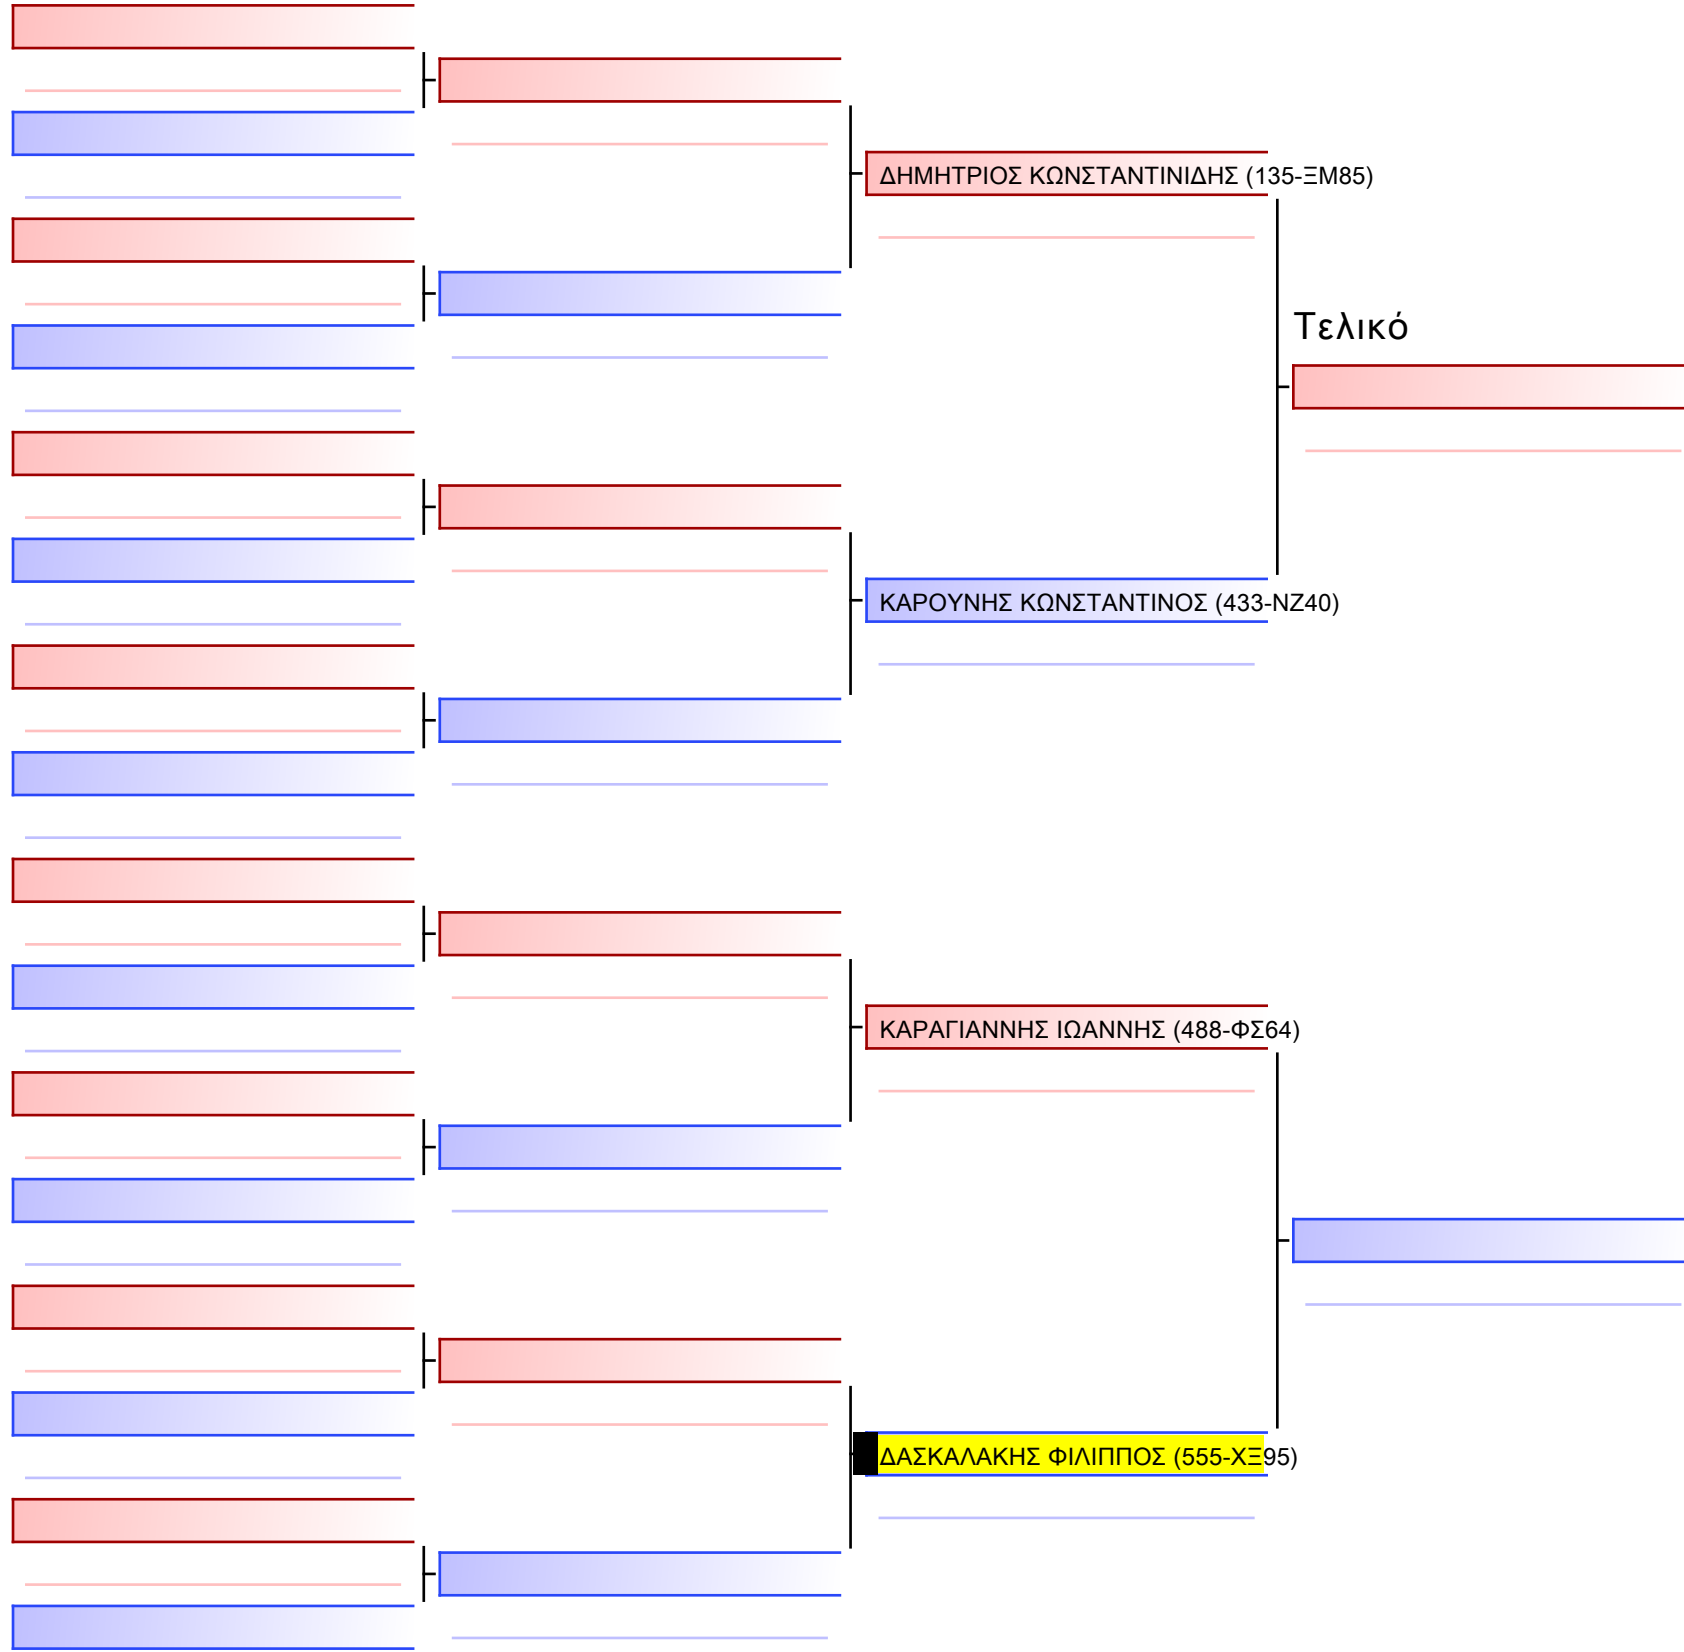 ΔΗΜΗΤΡΙΟΣ ΚΩΝΣΤΑΝΤΙΝΙΔΗΣ (135-ΞΜ85)
Τελικό
ΚΑΡΟΥΝΗΣ ΚΩΝΣΤΑΝΤΙΝΟΣ (433-ΝΖ40)
ΚΑΡΑΓΙΑΝΝΗΣ ΙΩΑΝΝΗΣ (488-ΦΣ64)
ΔΑΣΚΑΛΑΚΗΣ ΦΙΛΙΠΠΟΣ (555-ΧΞ95)